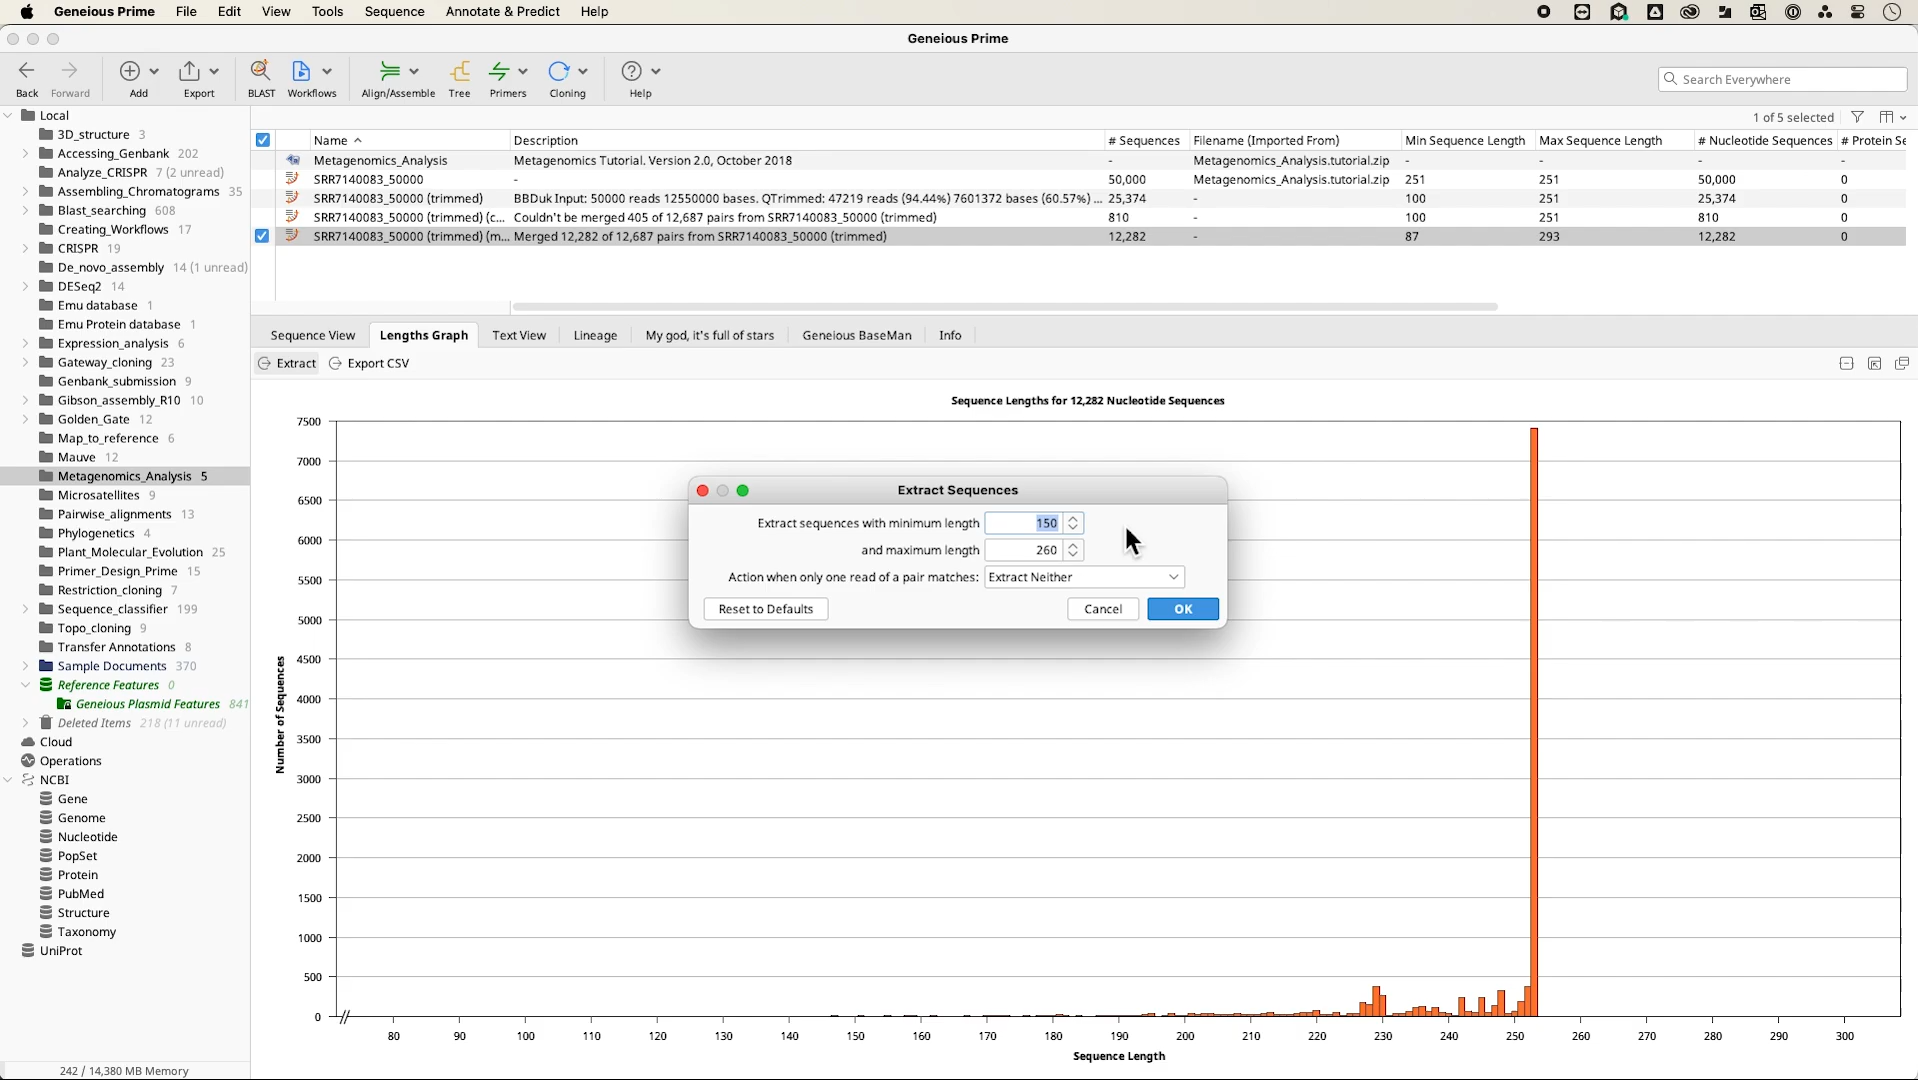 Geneious Prime File Edit View Tools Sequence Annotate & Predict Help
Geneious Prime
Back Forward Add Export BLAST Workflows Align/Assemble Tree Primers Cloning Help
Search Everywhere
Local
3D_structure 3
Accessing_Genbank 202
Analyze_CRISPR 7 (2 unread)
Assembling_Chromatograms 35
Blast_searching 608
Creating_Workflows 17
CRISPR 19
De_novo_assembly 14 (1 unread)
DESeq2 14
Emu database 1
Emu Protein database 1
Expression_analysis 6
Gateway_cloning 23
Genbank_submission 9
Gibson_assembly_R10 10
Golden_Gate 12
Map_to_reference 6
Mauve 12
Metagenomics_Analysis 5
Microsatellites 9
Pairwise_alignments 13
Phylogenetics 4
Plant_Molecular_Evolution 25
Primer_Design_Prime 15
Restriction_cloning 7
Sequence_classifier 199
Topo_cloning 9
Transfer Annotations 8
Sample Documents 370
Reference Features 0
Geneious Plasmid Features 841
Deleted Items 218 (11 unread)
Cloud
Operations
NCBI
Gene
Genome
Nucleotide
PopSet
Protein
PubMed
Structure
Taxonomy
UniProt
242 / 14,380 MB Memory
1 of 5 selected
Name Description # Sequences Filename (Imported From) Min Sequence Length Max Sequence Length # Nucleotide Sequences # Protein Se
Metagenomics_Analysis Metagenomics Tutorial. Version 2.0, October 2018 - Metagenomics_Analysis.tutorial.zip - - - -
SRR7140083_50000 - 50,000 Metagenomics_Analysis.tutorial.zip 251 251 50,000 0
SRR7140083_50000 (trimmed) BBDuk Input: 50000 reads 12550000 bases. QTrimmed: 47219 reads (94.44%) 7601372 bases (60.57%) ... 25,374 - 100 251 25,374 0
SRR7140083_50000 (trimmed) (c... Couldn't be merged 405 of 12,687 pairs from SRR7140083_50000 (trimmed) 810 - 100 251 810 0
SRR7140083_50000 (trimmed) (m... Merged 12,282 of 12,687 pairs from SRR7140083_50000 (trimmed) 12,282 - 87 293 12,282 0
Sequence View Lengths Graph Text View Lineage My god, it's full of stars Geneious BaseMan Info
Extract Export CSV
Sequence Lengths for 12,282 Nucleotide Sequences
Number of Sequences
7500
7000
6500
6000
5500
5000
4500
4000
3500
3000
2500
2000
1500
1000
500
0
80 90 100 110 120 130 140 150 160 170 180 190 200 210 220 230 240 250 260 270 280 290 300
Sequence Length
Extract Sequences
Extract sequences with minimum length 150
and maximum length 260
Action when only one read of a pair matches: Extract Neither
Reset to Defaults Cancel OK